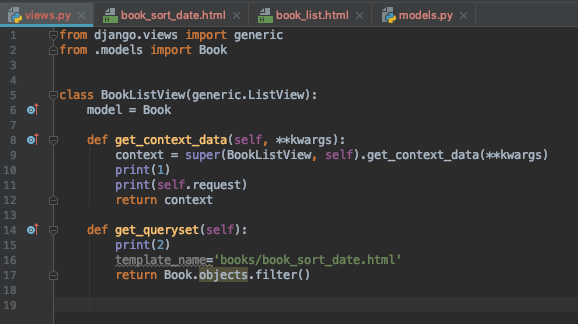 views.py book_sort_date.html book_list.html models.py
1 from django.views import generic
2 from .models import Book
3
4
5 class BookListView(generic.ListView):
6 model = Book
7
8 def get_context_data(self, **kwargs):
9 context = super(BookListView, self).get_context_data(**kwargs)
10 print(1)
11 print(self.request)
12 return context
13
14 def get_queryset(self):
15 print(2)
16 template_name='books/book_sort_date.html'
17 return Book.objects.filter()
18
19